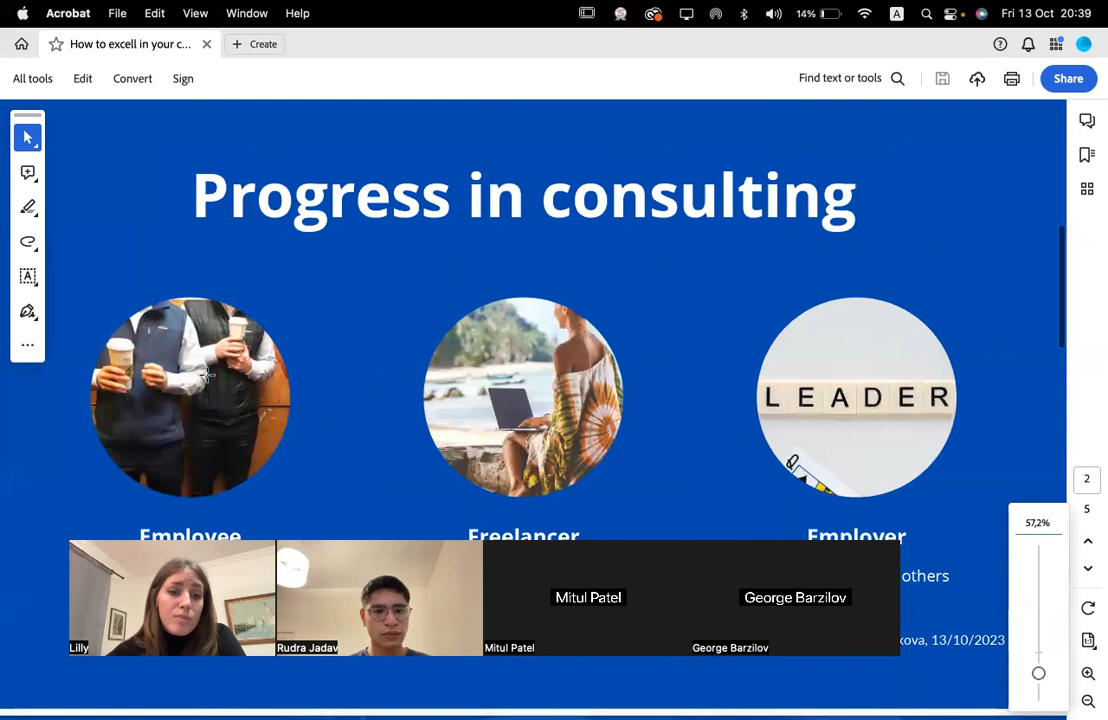 Acrobat File Edit View Window Help 14% A Fri 13 Oct 20:39
How to excell in your c... Create
All tools Edit Convert Sign Find text or tools Share
Progress in consulting
A
LEADER
Employee Freelancer Employer
others
kova, 13/10/2023
2
5
57,2%
Mitul Patel George Barzilov
Lilly Rudra Jadav Mitul Patel George Barzilov